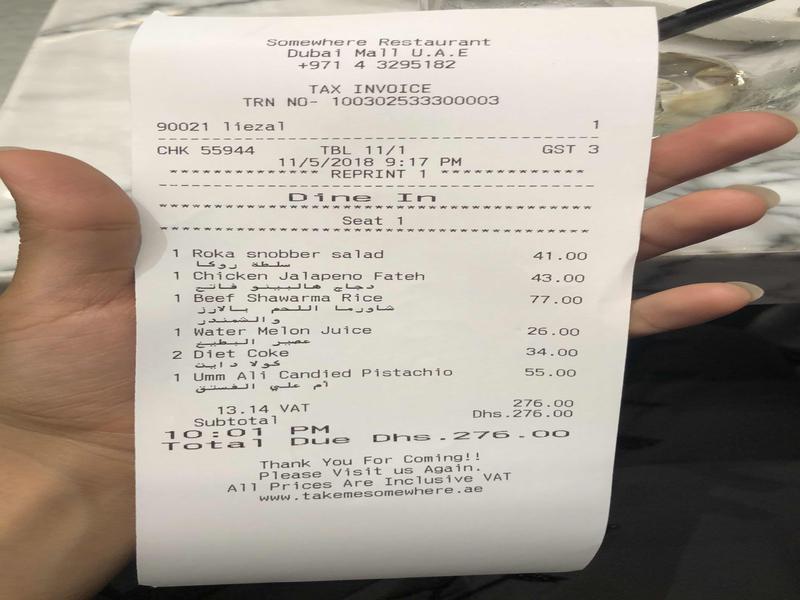 Somewhere Restaurant
Dubai Mall U.A.E
+971 4 3295182
TAX INVOICE
TRN NO- 100302533300003
90021 liezal 1
CHK 55944 TBL 11/1 GST 3
11/5/2018 9:17 PM
************* REPRINT 1 *************
Dine In
Seat 1
1 Roka snobber salad 41.00
سلطة روكا
1 Chicken Jalapeno Fateh 43.00
دجاج هالبينو فاتح
1 Beef Shawarma Rice 77.00
شاورما اللحم بالارز
والشمندر
1 Water Melon Juice 26.00
عصير البطيخ
2 Diet Coke 34.00
كولا دايت
1 Umm Ali Candied Pistachio 55.00
أم علي الفستق
13.14 VAT 276.00
Subtotal Dhs.276.00
10:01 PM
Total Due Dhs.276.00
Thank You For Coming!!
Please Visit us Again.
All Prices Are Inclusive VAT
www.takemesomewhere.ae